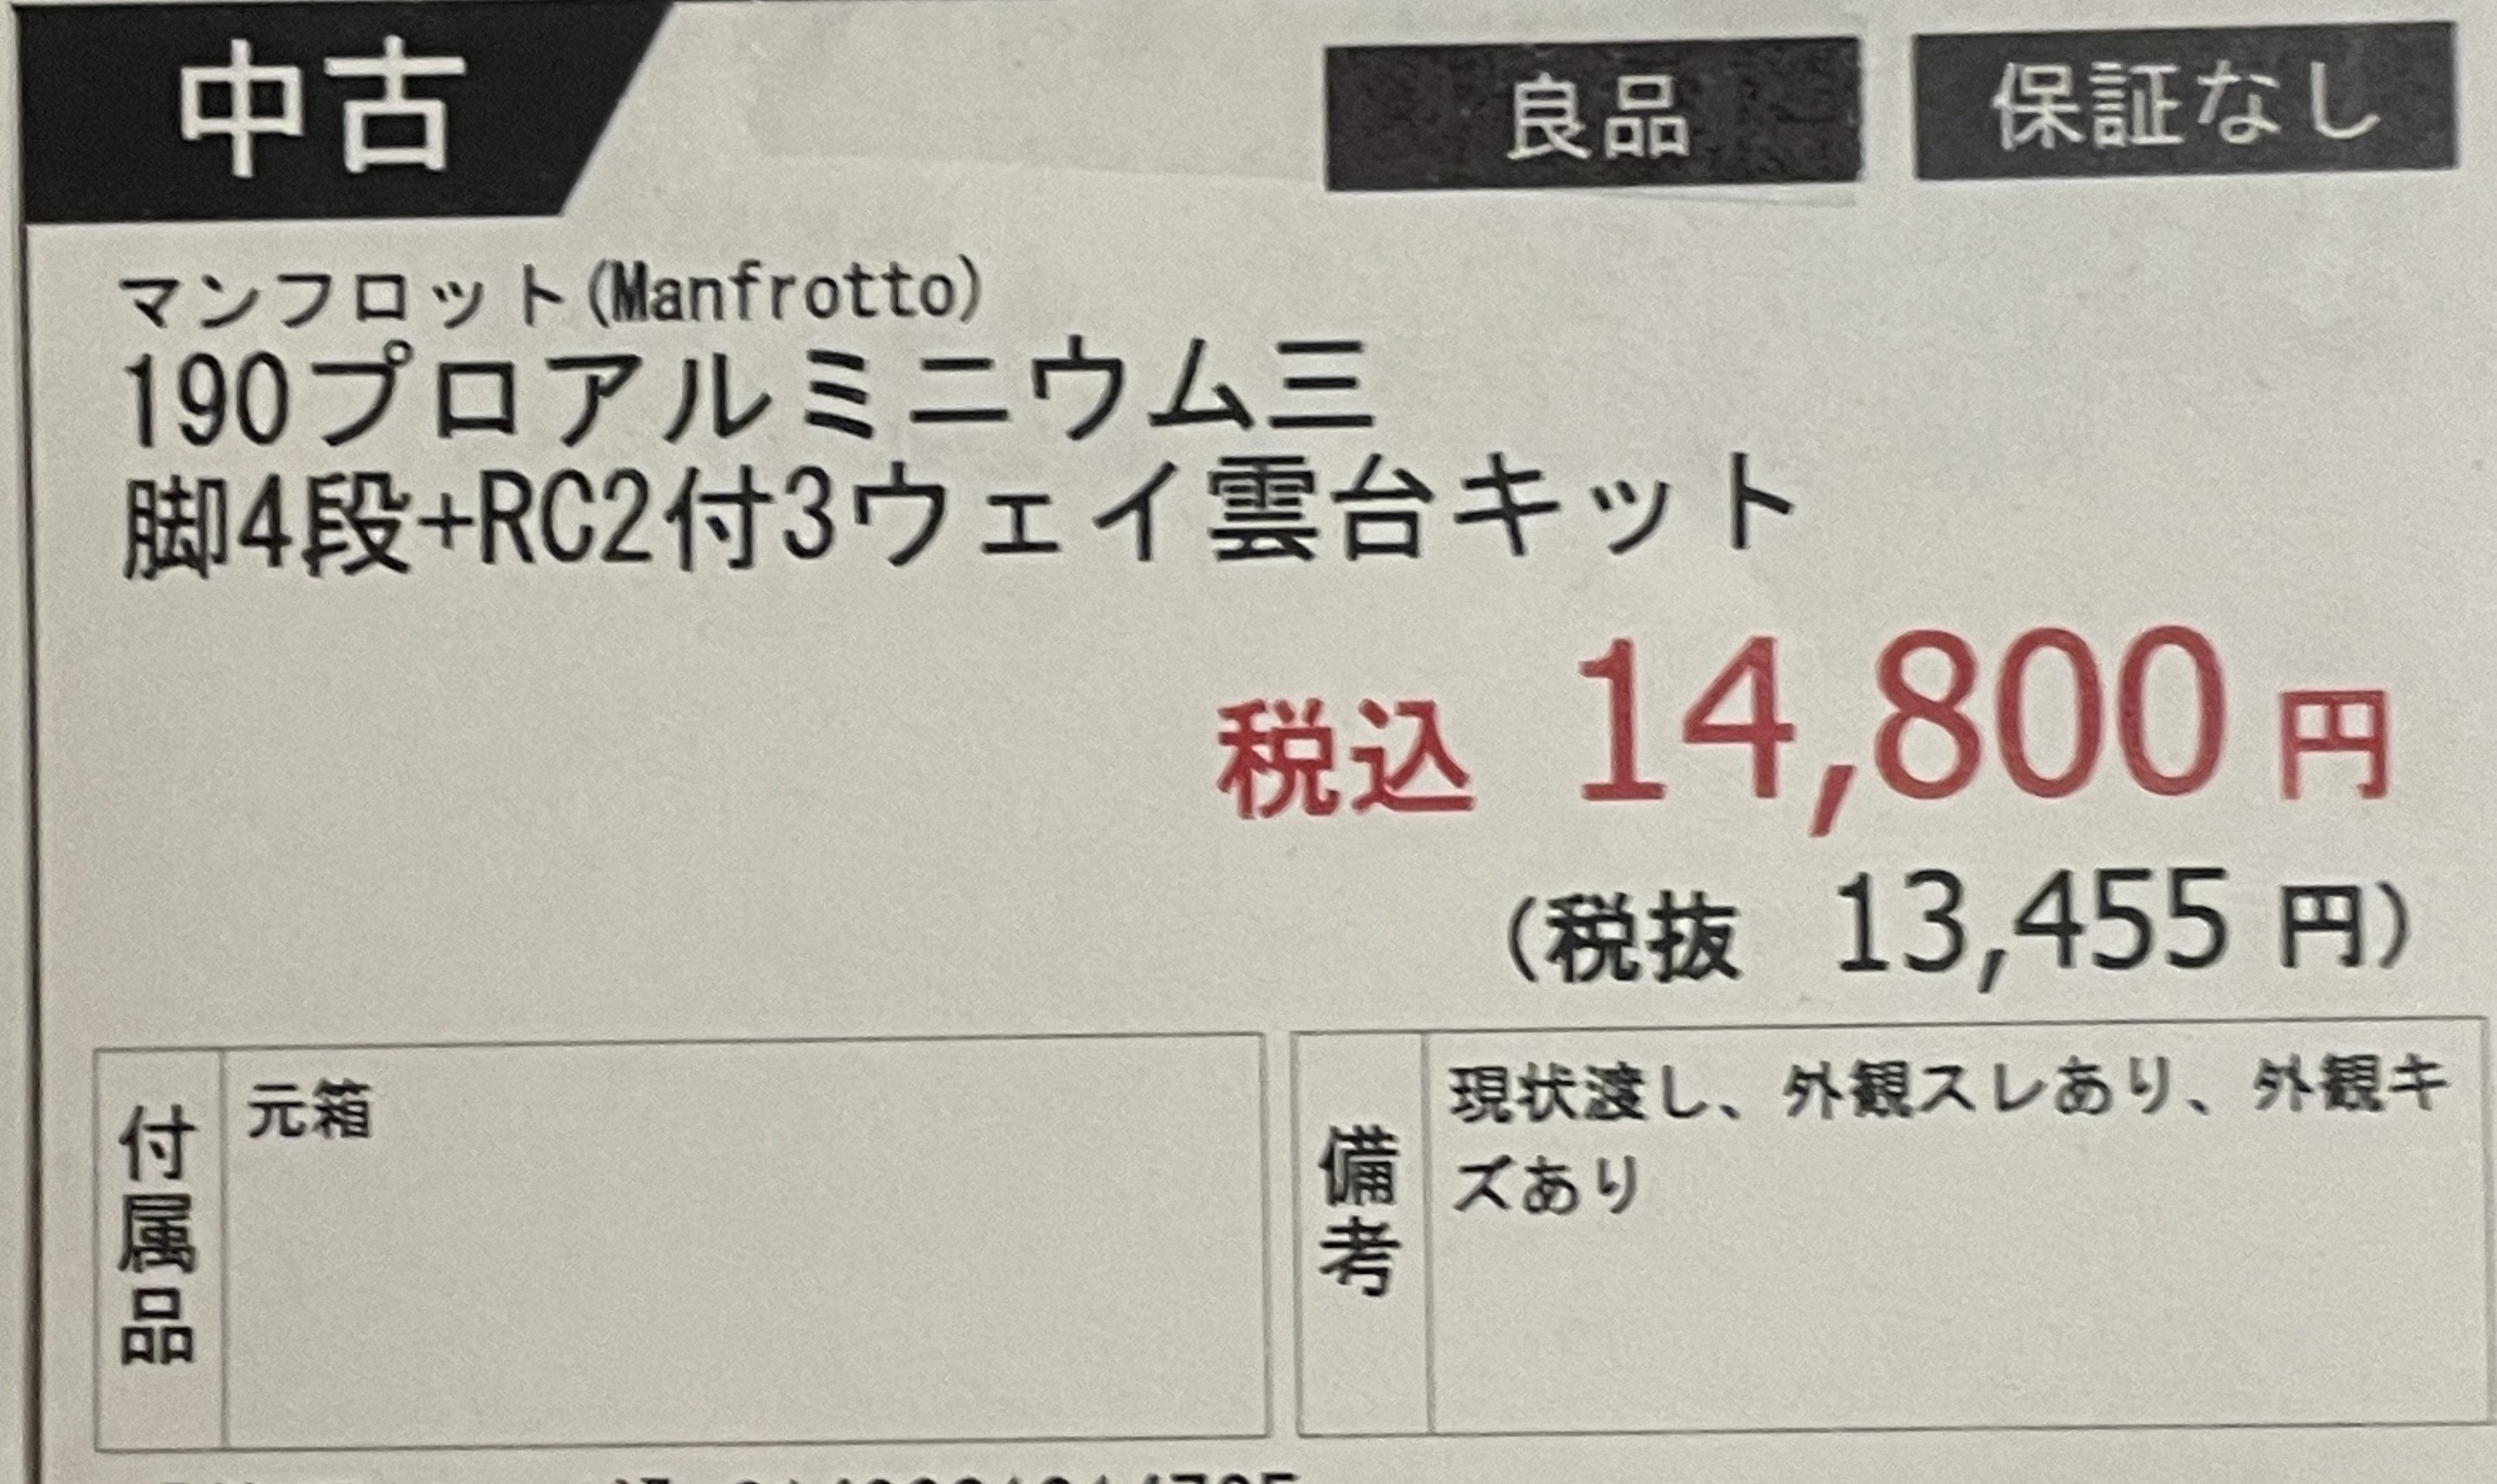 中古
良品
保証なし
マンフロット(Manfrotto)
190プロアルミニウム三
脚4段+RC2付3ウェイ雲台キット
税込 14,800 円
(税抜 13,455 円)
付属品
元箱
備考
現状渡し、外観スレあり、外観キ
ズあり